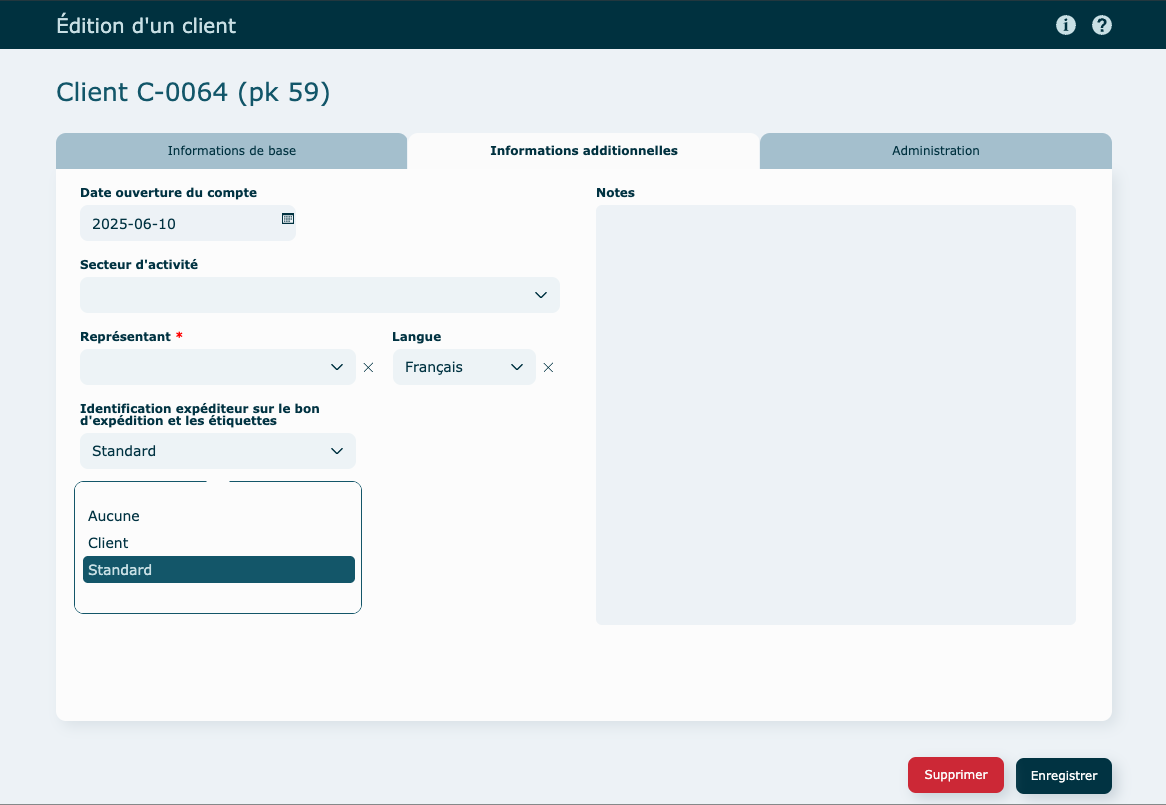 Édition d'un client
Client C-0064 (pk 59)
Informations de base
Informations additionnelles
Administration
Date ouverture du compte
2025-06-10
Secteur d'activité
Représentant *
Langue
Français
Identification expéditeur sur le bon
d'expédition et les étiquettes
Standard
Aucune
Client
Standard
Notes
Supprimer
Enregistrer